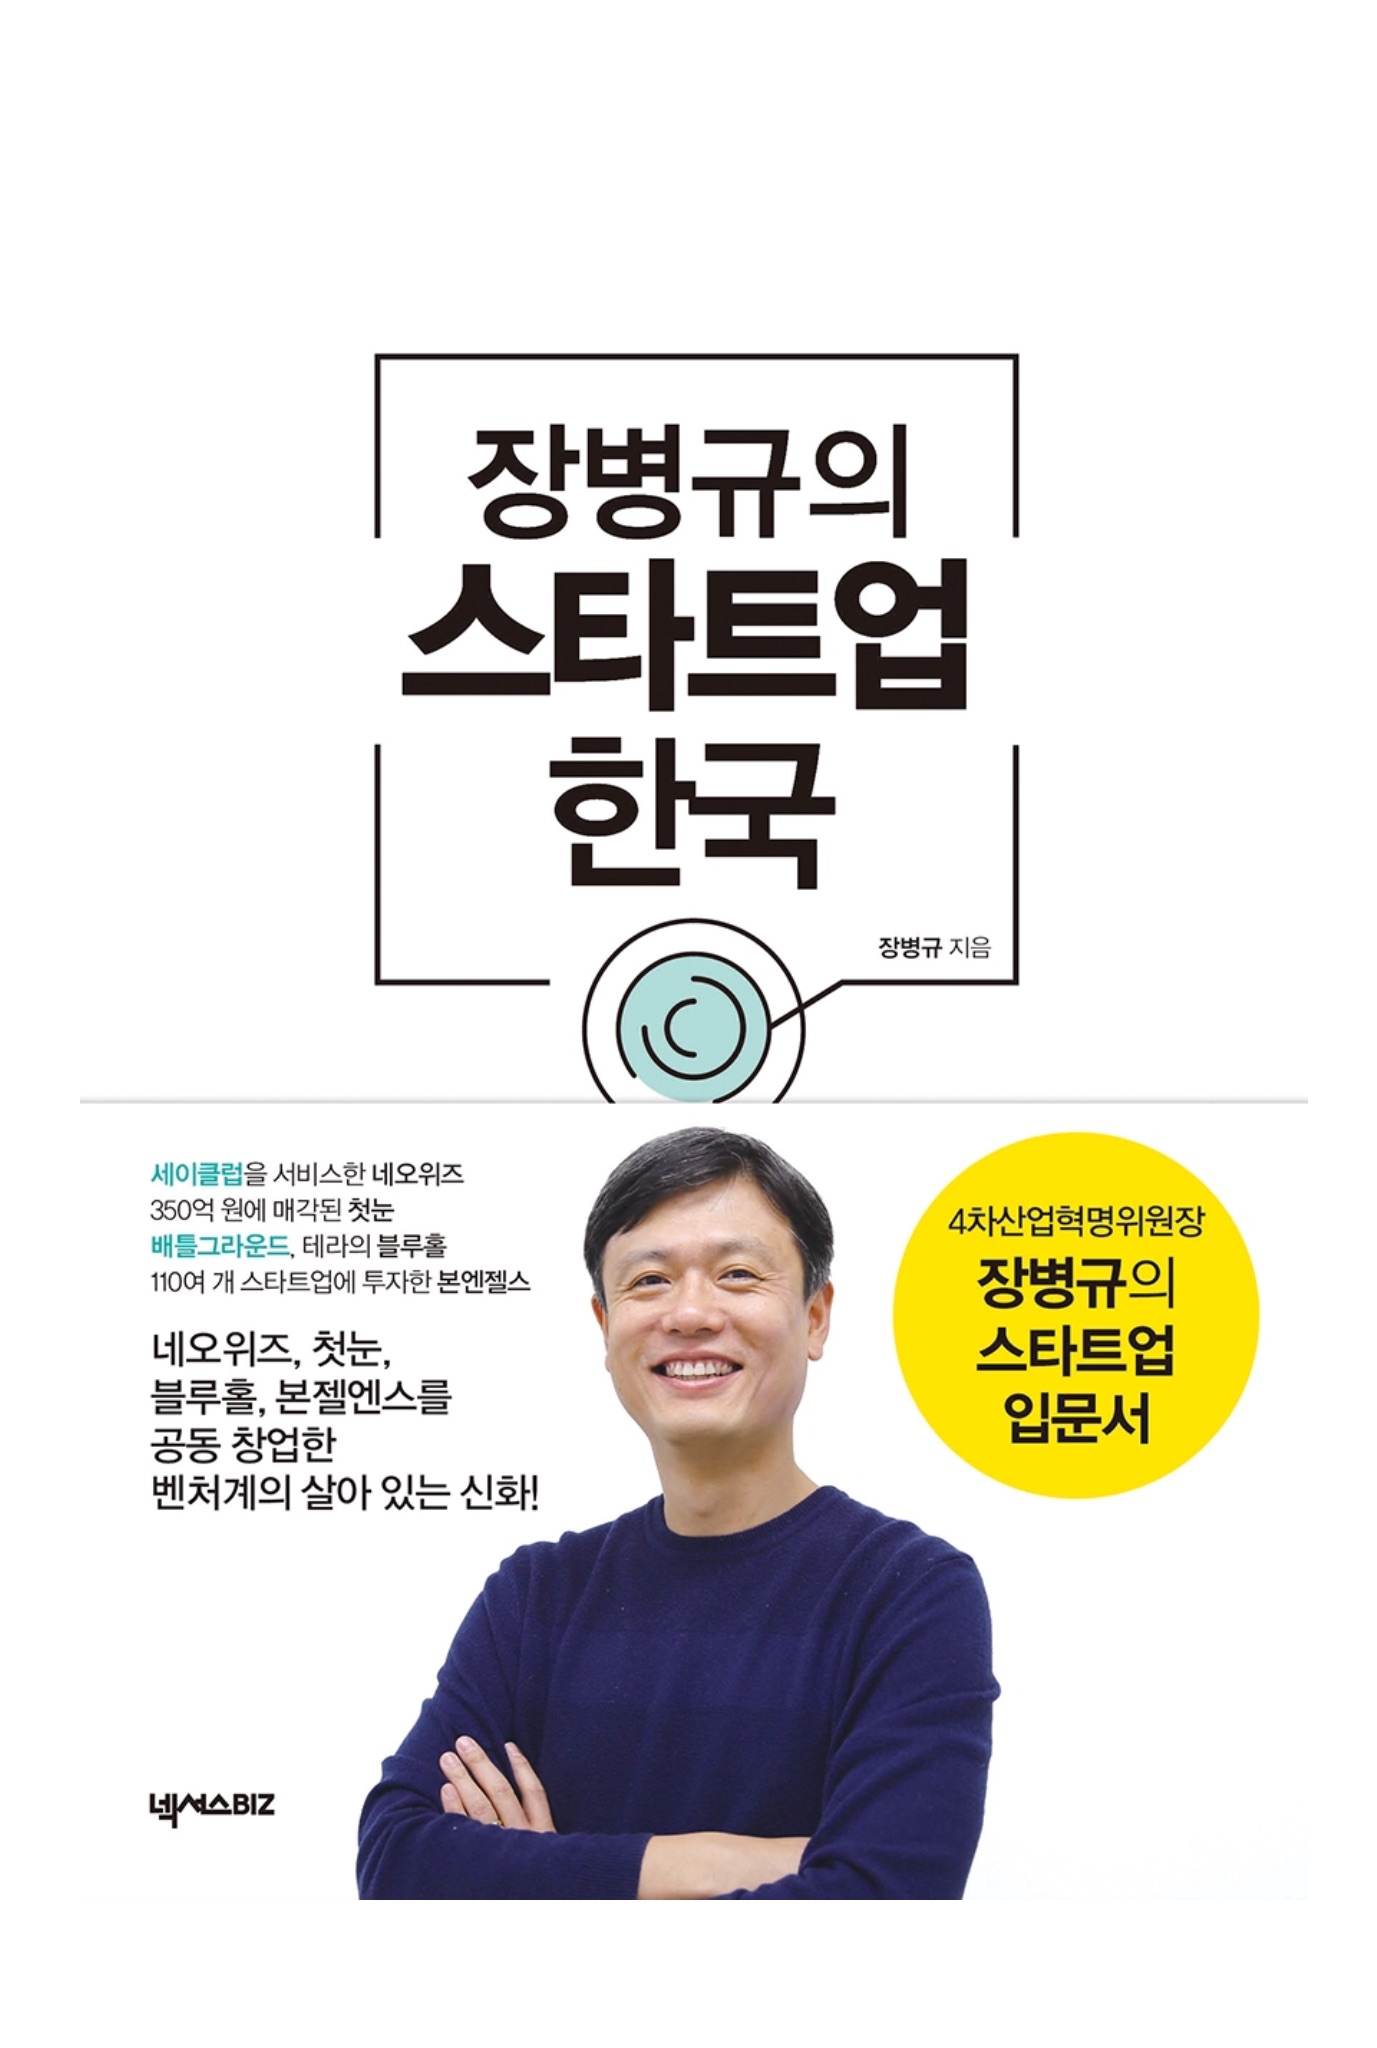 장병규의
스타트업
한국
장병규 지음
세이클럽을 서비스한 네오위즈
350억 원에 매각된 첫눈
배틀그라운드, 테라의 블루홀
110여 개 스타트업에 투자한 본엔젤스
네오위즈, 첫눈,
블루홀, 본젤엔스를
공동 창업한
벤처계의 살아 있는 신화!
4차산업혁명위원장
장병규의
스타트업
입문서
넥서스BIZ